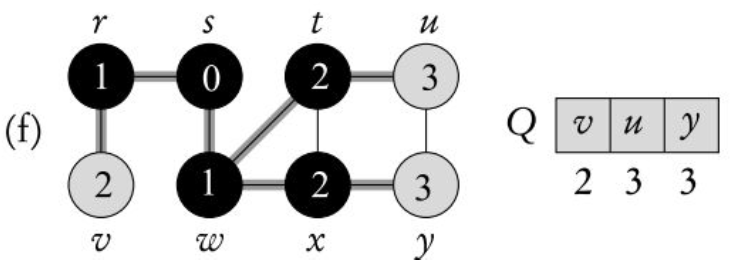 r s t u
1 0 2 3
(f) Q v u y
2 1 2 3 2 3 3
v w x y